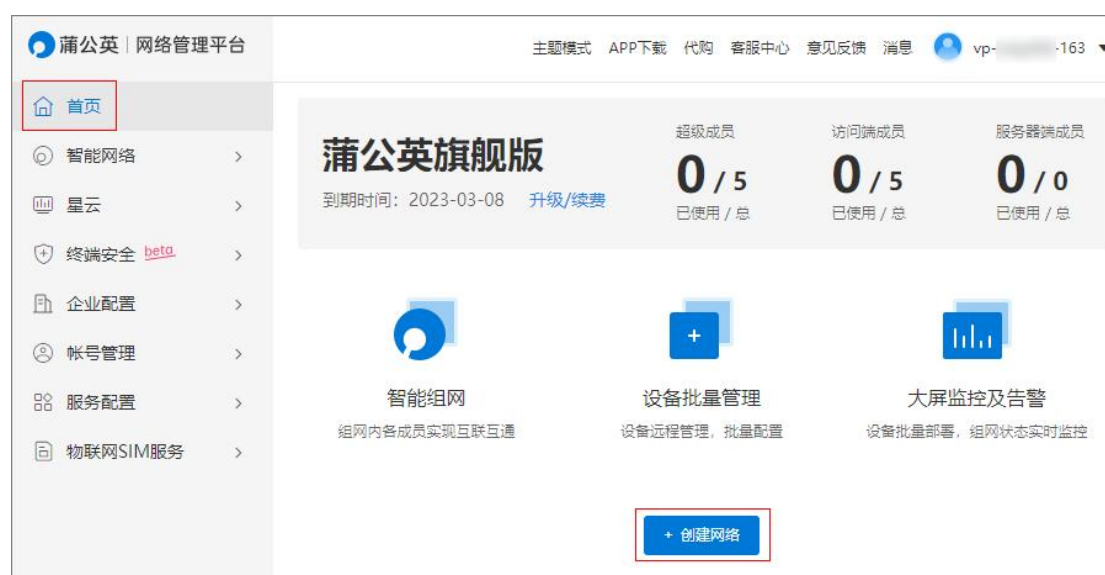 蒲公英 | 网络管理平台
主题模式 APP下载 代购 客服中心 意见反馈 消息 vp- -163
首页
智能网络
星云
终端安全 beta
企业配置
帐号管理
服务配置
物联网SIM服务
蒲公英旗舰版
到期时间：2023-03-08 升级/续费
超级成员
0 / 5
已使用 / 总
访问端成员
0 / 5
已使用 / 总
服务器端成员
0 / 0
已使用 / 总
智能组网
组网内各成员实现互联互通
设备批量管理
设备远程管理，批量配置
大屏监控及告警
设备批量部署，组网状态实时监控
+ 创建网络